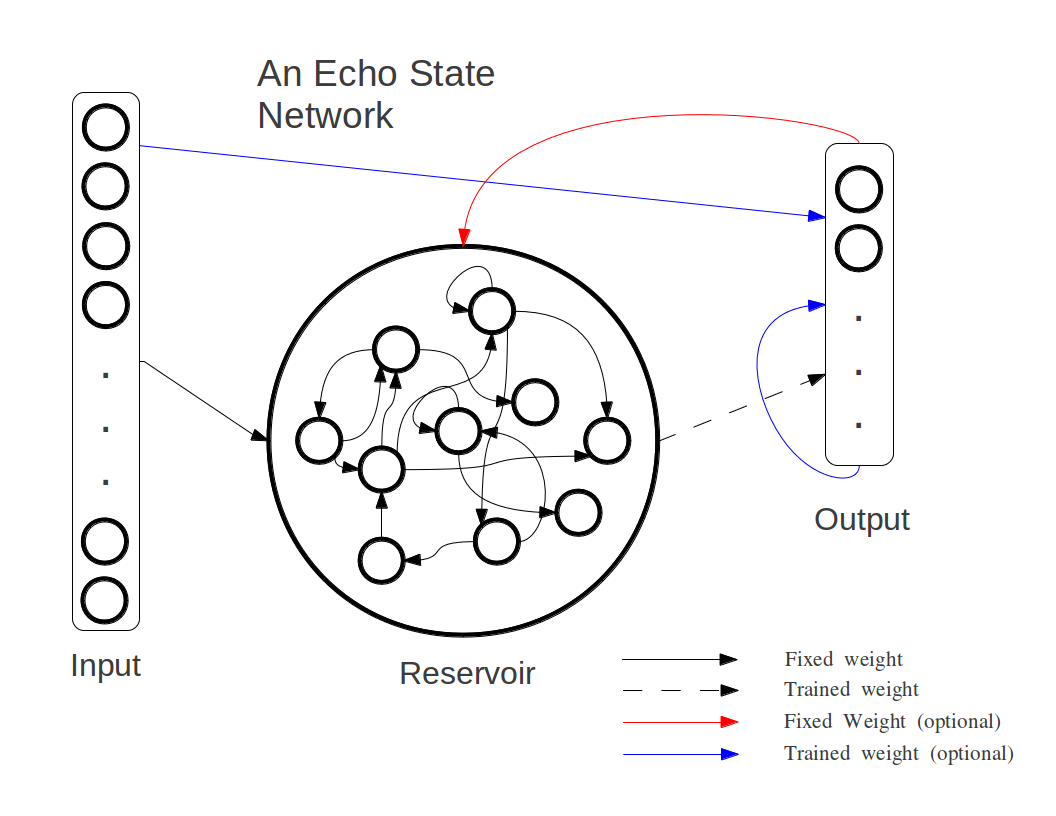 An Echo State
Network
Input
Reservoir
Output
Fixed weight
Trained weight
Fixed Weight (optional)
Trained weight (optional)